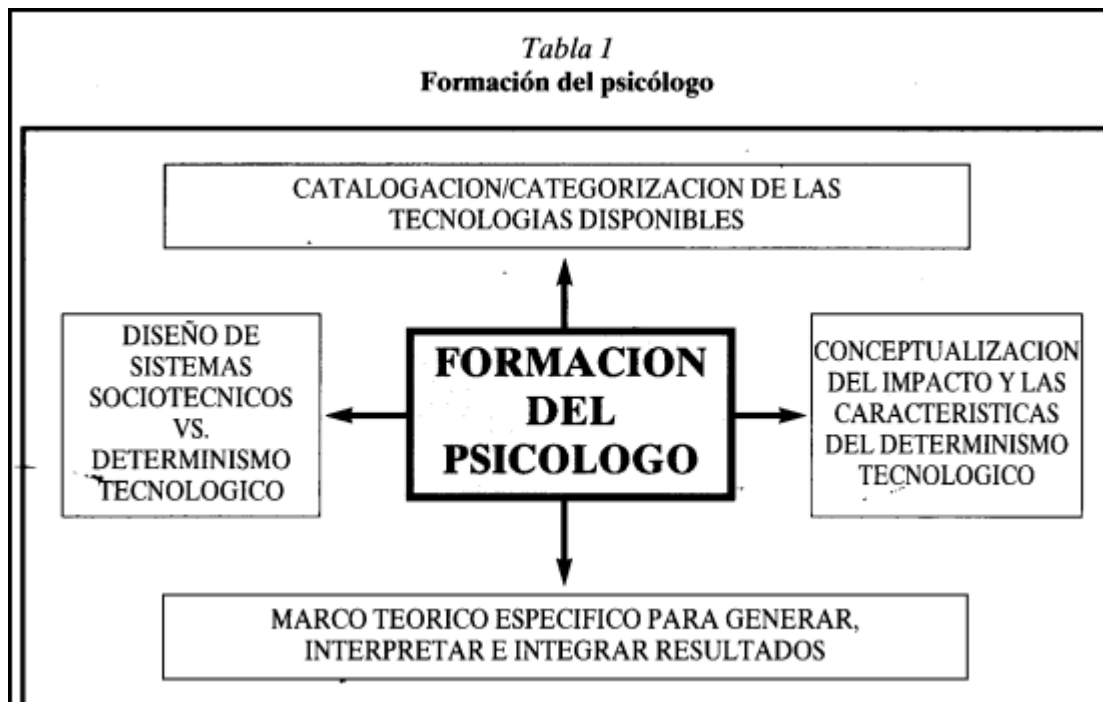 Tabla 1
Formación del psicólogo
CATALOGACION/CATEGORIZACION DE LAS
TECNOLOGIAS DISPONIBLES
DISEÑO DE
SISTEMAS
SOCIOTECNICOS
VS.
DETERMINISMO
TECNOLOGICO
FORMACION
DEL
PSICOLOGO
CONCEPTUALIZACION
DEL IMPACTO Y LAS
CARACTERISTICAS
DEL DETERMINISMO
TECNOLOGICO
MARCO TEORICO ESPECIFICO PARA GENERAR,
INTERPRETAR E INTEGRAR RESULTADOS